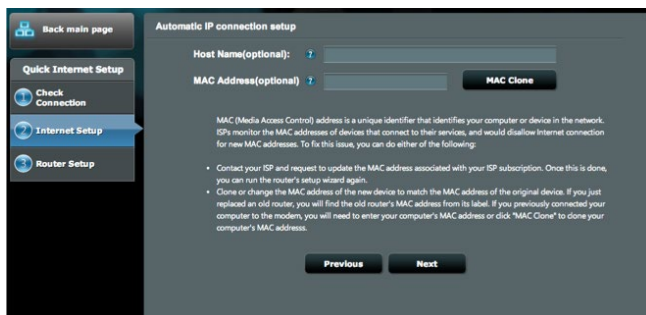 Back main page
Quick Internet Setup
1 Check
Connection
2 Internet Setup
3 Router Setup
Automatic IP connection setup
Host Name(optional): ?
MAC Address(optional) ? MAC Clone
MAC (Media Access Control) address is a unique identifier that identifies your computer or device in the network.
ISPs monitor the MAC addresses of devices that connect to their services, and would disallow Internet connection
for new MAC addresses. To fix this issue, you can do either of the following:
• Contact your ISP and request to update the MAC address associated with your ISP subscription. Once this is done,
you can run the router's setup wizard again.
• Clone or change the MAC address of the new device to match the MAC address of the original device. If you just
replaced an old router, you will find the old router's MAC address from its label. If you previously connected your
computer to the modem, you will need to enter your computer's MAC address or click "MAC Clone" to clone your
computer's MAC addresss.
Previous Next